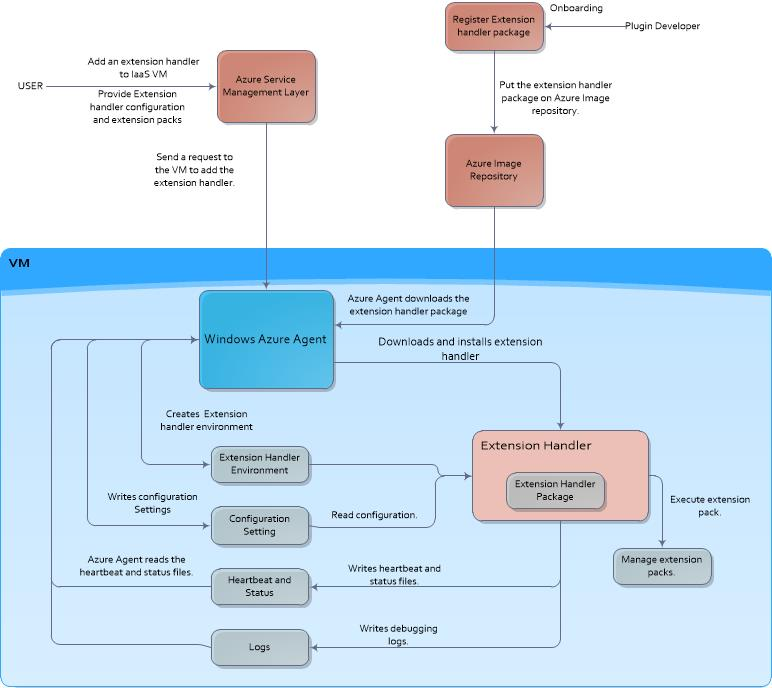 Onboarding
Register Extension
handler package
Plugin Developer
Add an extension handler
to IaaS VM
USER
Provide Extension
handler configuration
and extension packs
Azure Service
Management Layer
Put the extension handler
package on Azure Image
repository.
Send a request to
the VM to add the
extension handler.
Azure Image
Repository
VM
Azure Agent downloads the
extension handler package
Windows Azure Agent
Downloads and installs extension
handler
Creates Extension
handler environment
Extension Handler
Extension Handler
Environment
Extension Handler
Package
Writes configuration
Settings
Configuration
Setting
Read configuration.
Execute extension
pack.
Azure Agent reads the
heartbeat and status files.
Heartbeat and
Status
Writes heartbeat and
status files.
Manage extension
packs.
Writes debugging
logs.
Logs